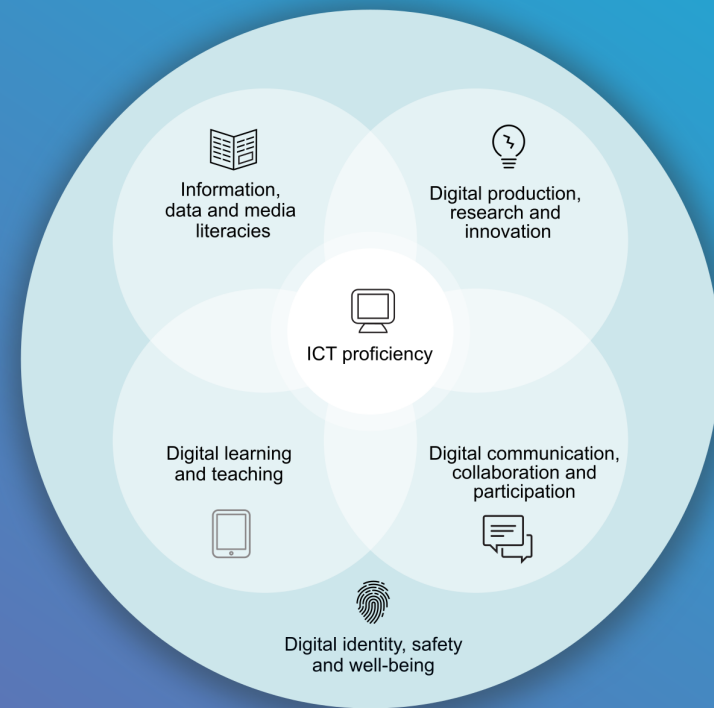 Information,
data and media
literacies
Digital production,
research and
innovation
ICT proficiency
Digital learning
and teaching
Digital communication,
collaboration and
participation
Digital identity, safety
and well-being